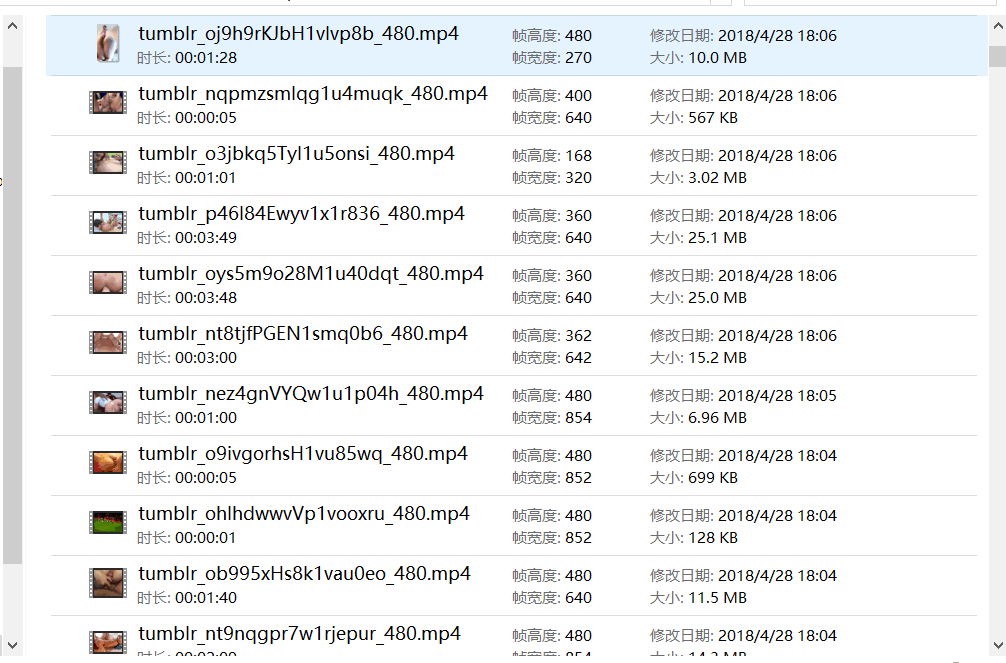 tumblr_oj9h9rKJbH1vlvp8b_480.mp4 帧高度: 480 修改日期: 2018/4/28 18:06
时长: 00:01:28 帧宽度: 270 大小: 10.0 MB
tumblr_nqpmzsmlqg1u4muqk_480.mp4 帧高度: 400 修改日期: 2018/4/28 18:06
时长: 00:00:05 帧宽度: 640 大小: 567 KB
tumblr_o3jbkq5TyI1u5onsi_480.mp4 帧高度: 168 修改日期: 2018/4/28 18:06
时长: 00:01:01 帧宽度: 320 大小: 3.02 MB
tumblr_p46l84Ewyv1x1r836_480.mp4 帧高度: 360 修改日期: 2018/4/28 18:06
时长: 00:03:49 帧宽度: 640 大小: 25.1 MB
tumblr_oys5m9o28M1u40dqt_480.mp4 帧高度: 360 修改日期: 2018/4/28 18:06
时长: 00:03:48 帧宽度: 640 大小: 25.0 MB
tumblr_nt8tjfPGEN1smq0b6_480.mp4 帧高度: 362 修改日期: 2018/4/28 18:06
时长: 00:03:00 帧宽度: 642 大小: 15.2 MB
tumblr_nez4gnVYQw1u1p04h_480.mp4 帧高度: 480 修改日期: 2018/4/28 18:05
时长: 00:01:00 帧宽度: 854 大小: 6.96 MB
tumblr_o9ivgorhsH1vu85wq_480.mp4 帧高度: 480 修改日期: 2018/4/28 18:04
时长: 00:00:05 帧宽度: 852 大小: 699 KB
tumblr_ohlhdwwvVp1vooxru_480.mp4 帧高度: 480 修改日期: 2018/4/28 18:04
时长: 00:00:01 帧宽度: 852 大小: 128 KB
tumblr_ob995xHs8k1vau0eo_480.mp4 帧高度: 480 修改日期: 2018/4/28 18:04
时长: 00:01:40 帧宽度: 640 大小: 11.5 MB
tumblr_nt9nqgpr7w1rjepur_480.mp4 帧高度: 480 修改日期: 2018/4/28 18:04